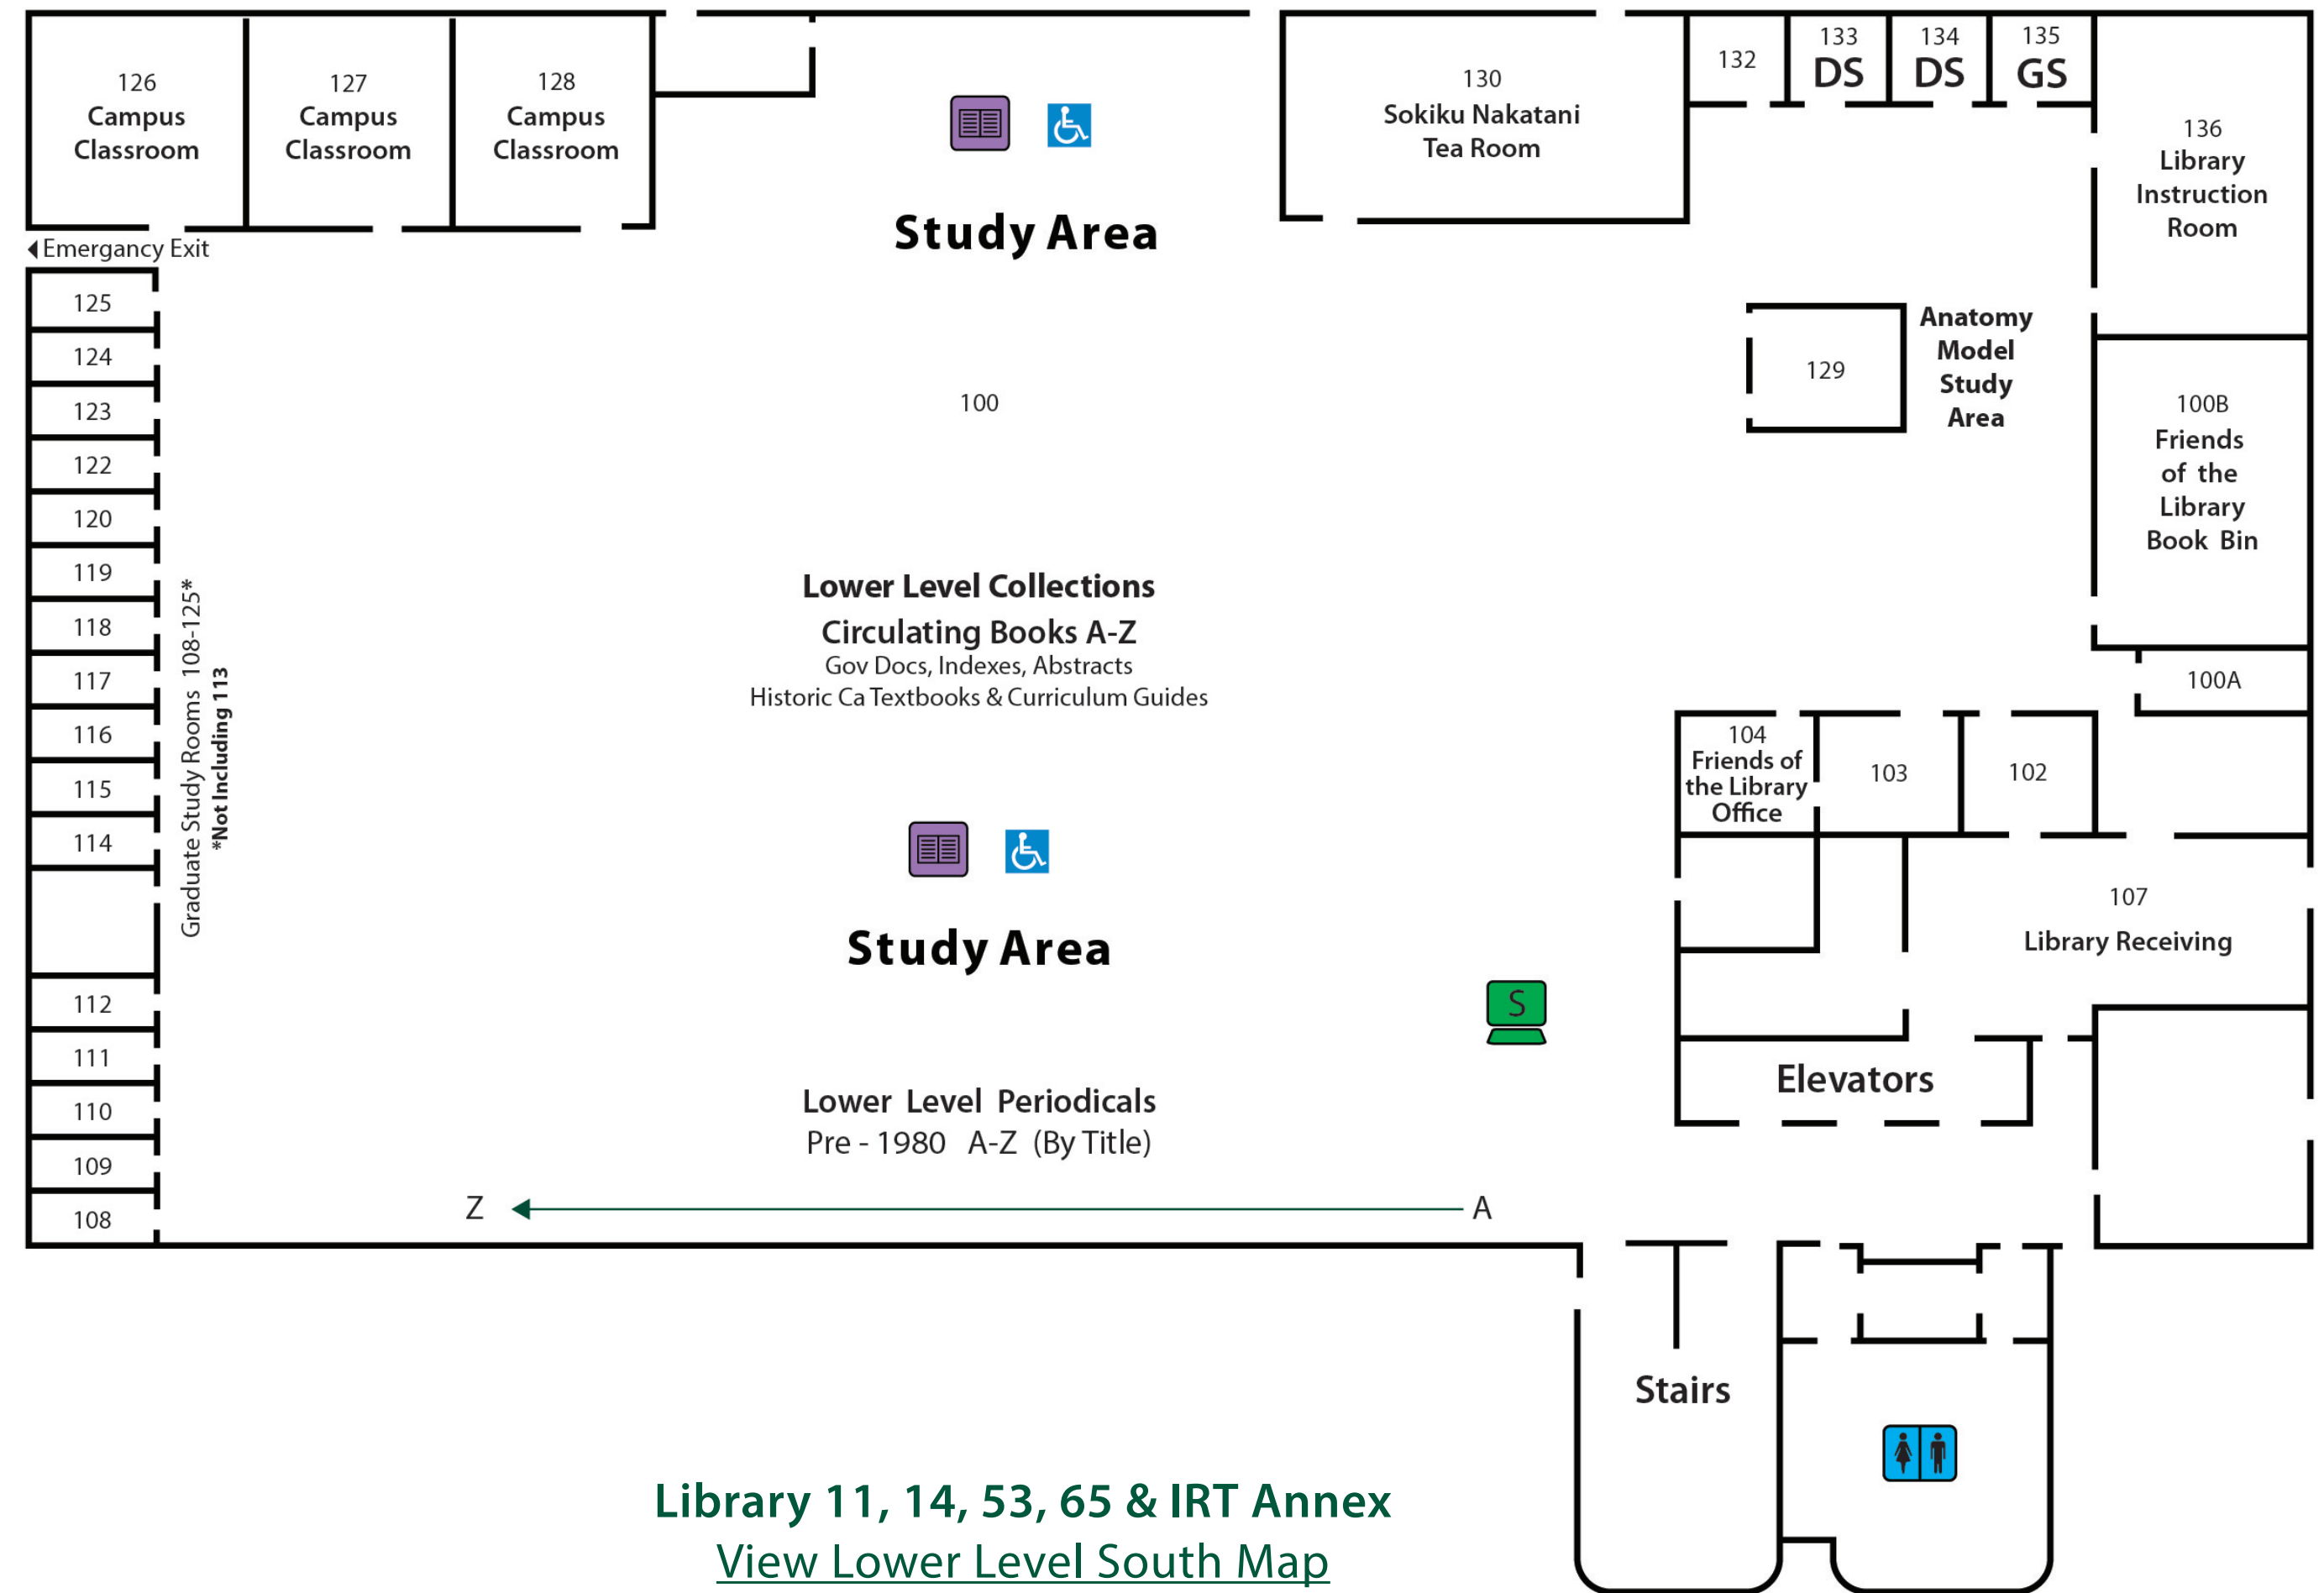 126
Campus
Classroom
127
Campus
Classroom
128
Campus
Classroom
130
Sokiku Nakatani
Tea Room
132
133
DS
134
DS
135
GS
136
Library
Instruction
Room
Study Area
Emergancy Exit
125
124
123
122
120
119
118
117
116
115
114
112
111
110
109
108
Graduate Study Rooms 108-125*
*Not Including 113
100
129
Anatomy
Model
Study
Area
100B
Friends
of the
Library
Book Bin
100A
Lower Level Collections
Circulating Books A-Z
Gov Docs, Indexes, Abstracts
Historic Ca Textbooks & Curriculum Guides
104
Friends of
the Library
Office
103
102
107
Library Receiving
Study Area
S
Elevators
Lower Level Periodicals
Pre - 1980 A-Z (By Title)
Z
A
Stairs
Library 11, 14, 53, 65 & IRT Annex
View Lower Level South Map